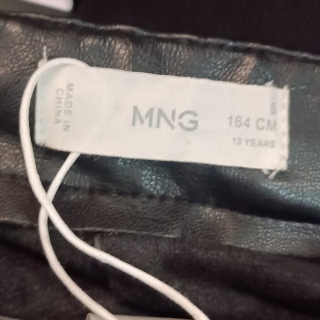 MADE IN
CHINA
MNG
S
164 CM
13 YEARS